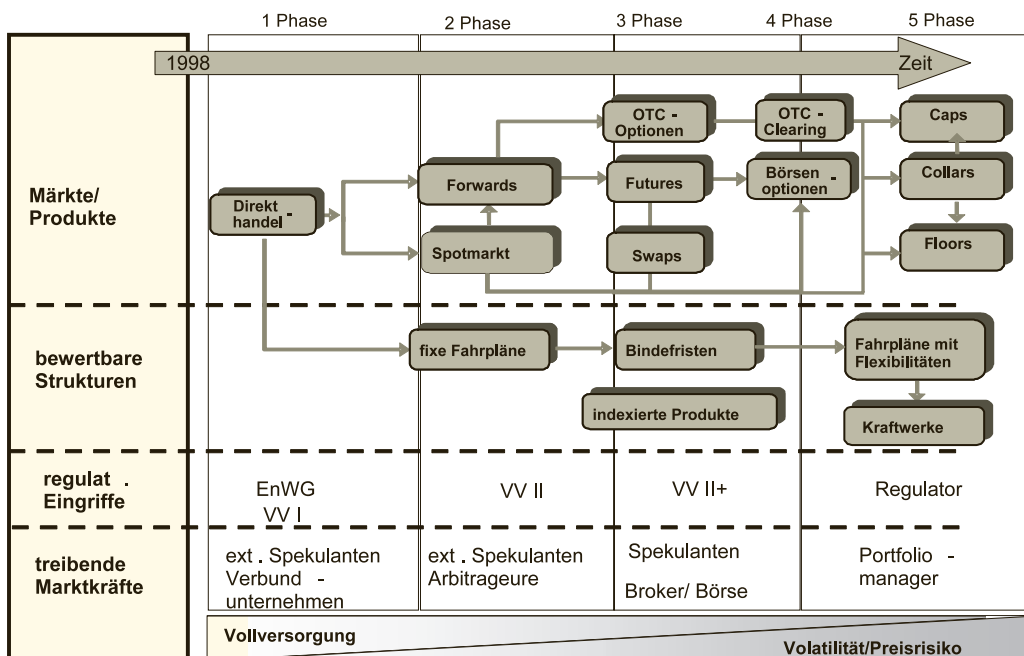 1 Phase
2 Phase
3 Phase
4 Phase
5 Phase
1998
Zeit
Märkte/
Produkte
Direkt
handel -
Forwards
Spotmarkt
OTC -
Optionen
Futures
Swaps
OTC -
Clearing
Börsen -
optionen
Caps
Collars
Floors
bewertbare
Strukturen
fixe Fahrpläne
Bindefristen
indexierte Produkte
Fahrpläne mit
Flexibilitäten
Kraftwerke
regulat .
Eingriffe
EnWG
VV I
VV II
VV II+
Regulator
treibende
Marktkräfte
ext . Spekulanten
Verbund -
unternehmen
ext . Spekulanten
Arbitrageure
Spekulanten
Broker/ Börse
Portfolio -
manager
Vollversorgung
Volatilität/Preisrisiko